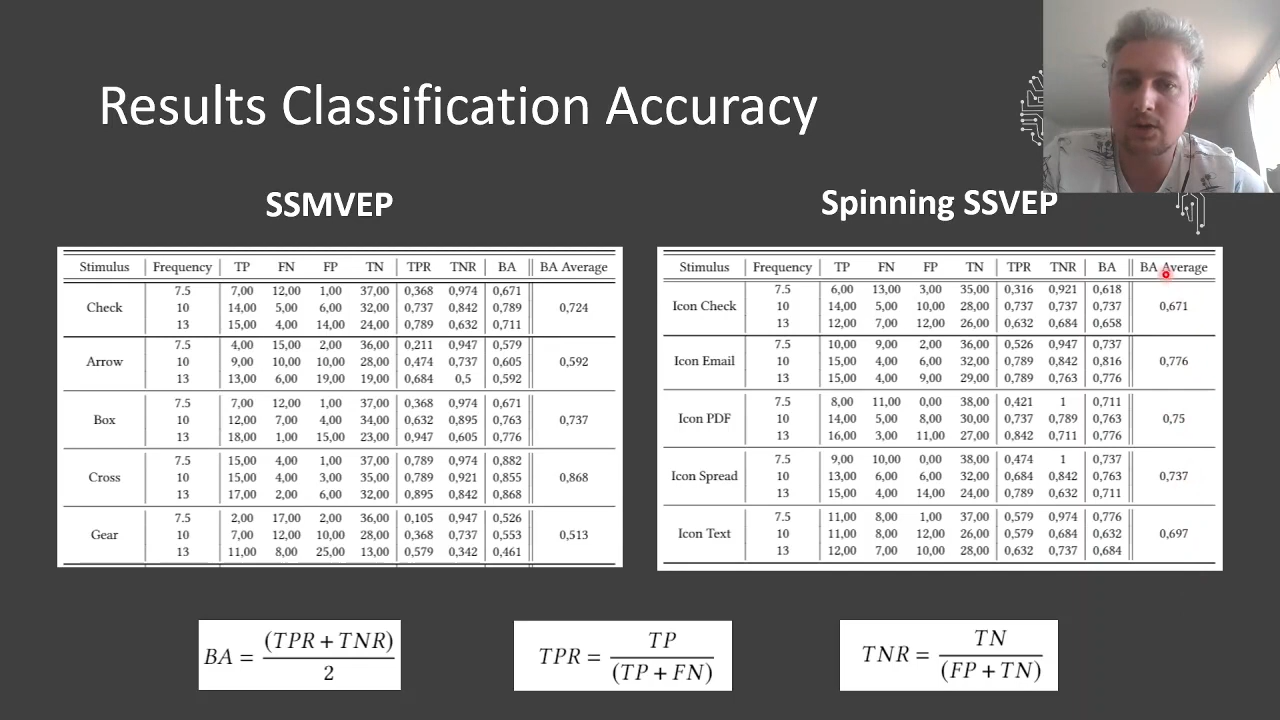 Results Classification Accuracy
SSMVEP
Stimulus Frequency TP FN FP TN TPR TNR BA BA Average
7.5 7,00 12,00 1,00 37,00 0,368 0,974 0,671
Check 10 14,00 5,00 6,00 32,00 0,737 0,842 0,789 0,724
13 15,00 4,00 14,00 24,00 0,789 0,632 0,711
7.5 4,00 15,00 2,00 36,00 0,211 0,947 0,579
Arrow 10 9,00 10,00 10,00 28,00 0,474 0,737 0,605 0,592
13 13,00 6,00 19,00 19,00 0,684 0,5 0,592
7.5 7,00 12,00 1,00 37,00 0,368 0,974 0,671
Box 10 12,00 7,00 4,00 34,00 0,632 0,895 0,763 0,737
13 18,00 1,00 15,00 23,00 0,947 0,605 0,776
7.5 15,00 4,00 1,00 37,00 0,789 0,974 0,882
Cross 10 15,00 4,00 3,00 35,00 0,789 0,921 0,855 0,868
13 17,00 2,00 6,00 32,00 0,895 0,842 0,868
7.5 2,00 17,00 2,00 36,00 0,105 0,947 0,526
Gear 10 7,00 12,00 10,00 28,00 0,368 0,737 0,553 0,513
13 11,00 8,00 25,00 13,00 0,579 0,342 0,461
Spinning SSVEP
Stimulus Frequency TP FN FP TN TPR TNR BA BA Average
7.5 6,00 13,00 3,00 35,00 0,316 0,921 0,618
Icon Check 10 14,00 5,00 10,00 28,00 0,737 0,737 0,737 0,671
13 12,00 7,00 12,00 26,00 0,632 0,684 0,658
7.5 10,00 9,00 2,00 36,00 0,526 0,947 0,737
Icon Email 10 15,00 4,00 6,00 32,00 0,789 0,842 0,816 0,776
13 15,00 4,00 9,00 29,00 0,789 0,763 0,776
7.5 8,00 11,00 0,00 38,00 0,421 1 0,711
Icon PDF 10 14,00 5,00 8,00 30,00 0,737 0,789 0,763 0,75
13 16,00 3,00 11,00 27,00 0,842 0,711 0,776
7.5 9,00 10,00 0,00 38,00 0,474 1 0,737
Icon Spread 10 13,00 6,00 6,00 32,00 0,684 0,842 0,763 0,737
13 15,00 4,00 14,00 24,00 0,789 0,632 0,711
7.5 11,00 8,00 1,00 37,00 0,579 0,974 0,776
Icon Text 10 11,00 8,00 12,00 26,00 0,579 0,684 0,632 0,697
13 12,00 7,00 10,00 28,00 0,632 0,737 0,684
BA = (TPR + TNR) / 2
TPR = TP / (TP + FN)
TNR = TN / (FP + TN)